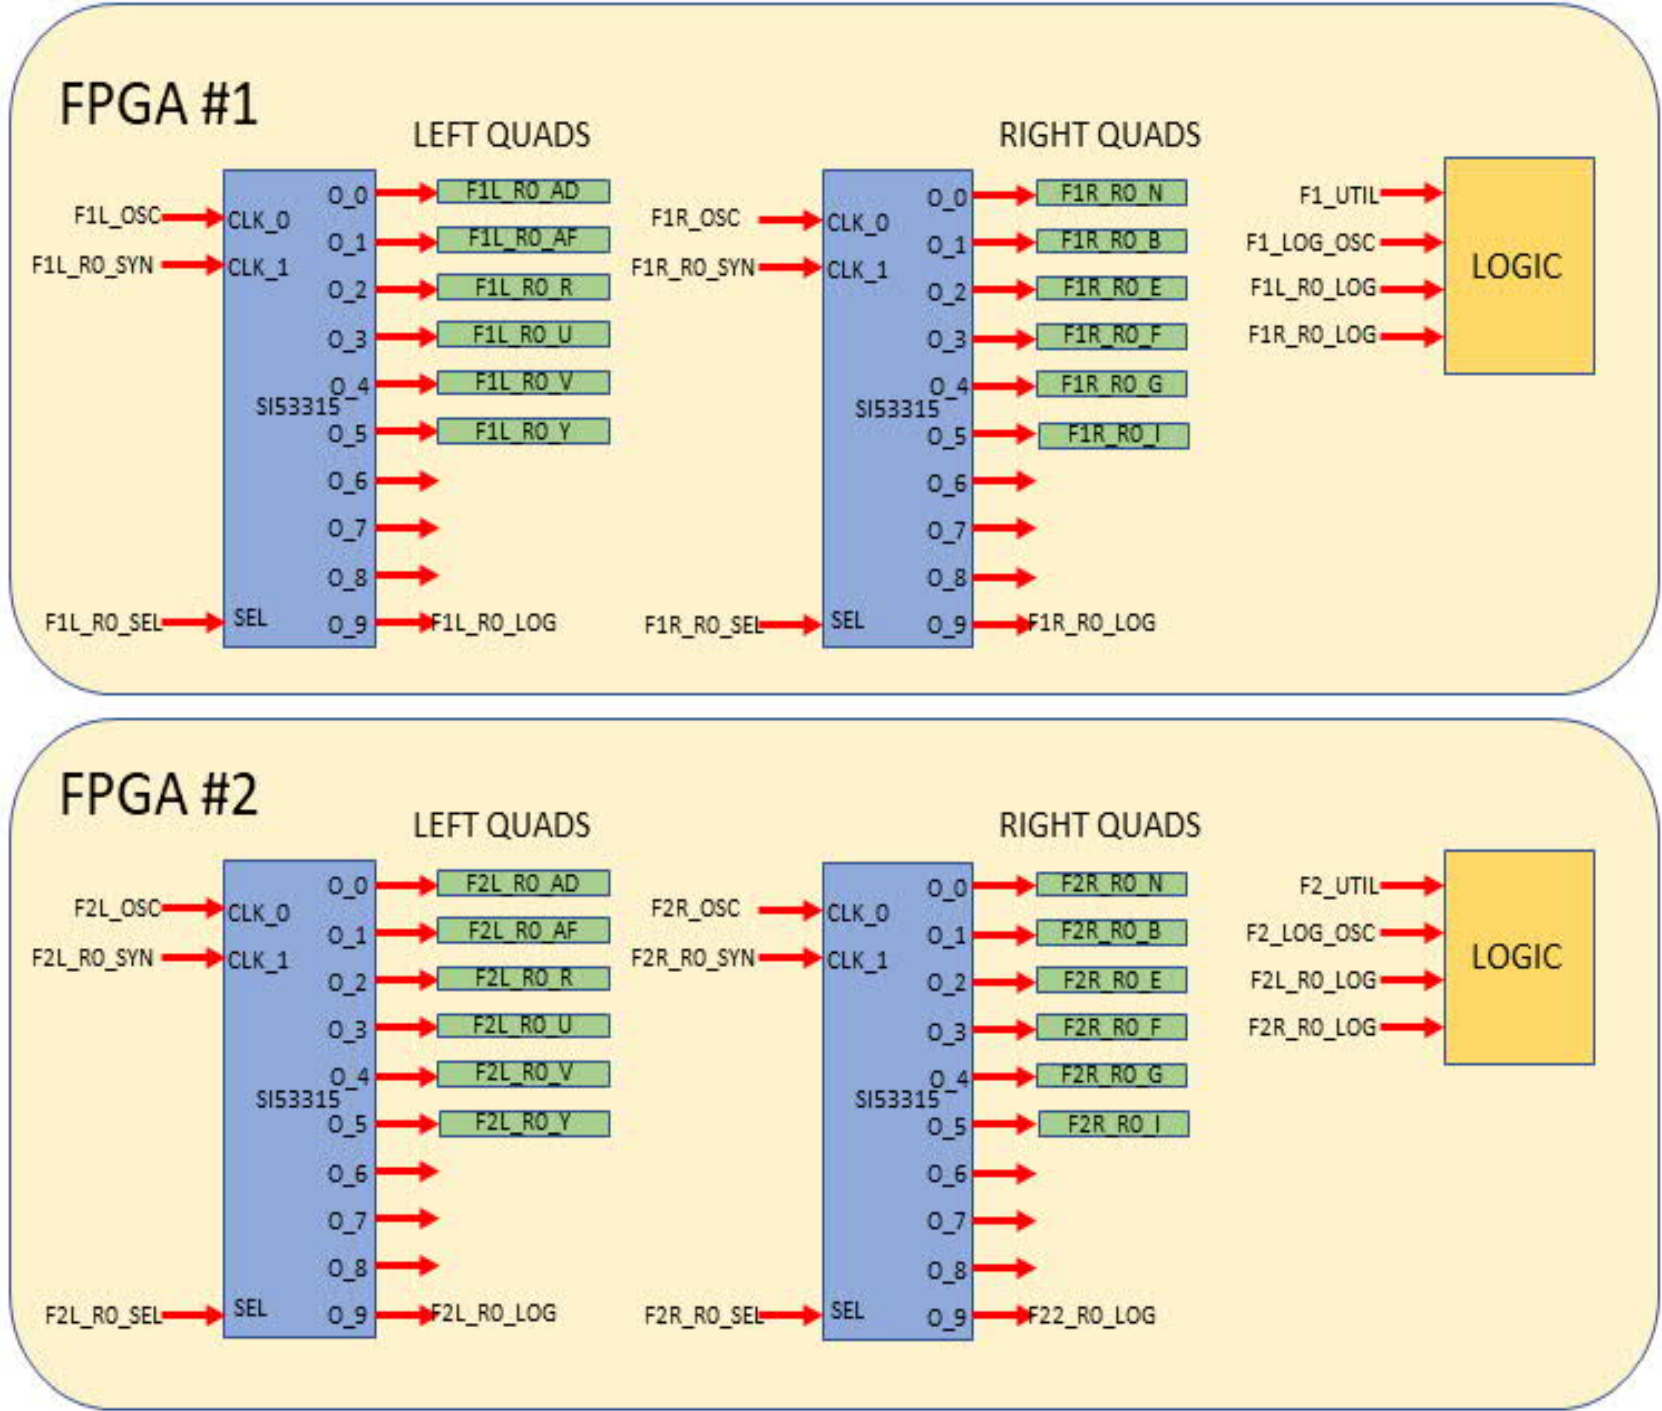 FPGA #1
LEFT QUADS
RIGHT QUADS
F1L_OSC
F1L_R0_SYN
F1L_R0_SEL
CLK_0
CLK_1
SI53315
SEL
O_0
O_1
O_2
O_3
O_4
O_5
O_6
O_7
O_8
O_9
F1L_R0_AD
F1L_R0_AF
F1L_R0_R
F1L_R0_U
F1L_R0_V
F1L_R0_Y
F1L_R0_LOG
F1R_OSC
F1R_R0_SYN
F1R_R0_SEL
CLK_0
CLK_1
SI53315
SEL
O_0
O_1
O_2
O_3
O_4
O_5
O_6
O_7
O_8
O_9
F1R_R0_N
F1R_R0_B
F1R_R0_E
F1R_R0_F
F1R_R0_G
F1R_R0_I
F1R_R0_LOG
F1_UTIL
F1_LOG_OSC
F1L_R0_LOG
F1R_R0_LOG
LOGIC
FPGA #2
LEFT QUADS
RIGHT QUADS
F2L_OSC
F2L_R0_SYN
F2L_R0_SEL
CLK_0
CLK_1
SI53315
SEL
O_0
O_1
O_2
O_3
O_4
O_5
O_6
O_7
O_8
O_9
F2L_R0_AD
F2L_R0_AF
F2L_R0_R
F2L_R0_U
F2L_R0_V
F2L_R0_Y
F2L_R0_LOG
F2R_OSC
F2R_R0_SYN
F2R_R0_SEL
CLK_0
CLK_1
SI53315
SEL
O_0
O_1
O_2
O_3
O_4
O_5
O_6
O_7
O_8
O_9
F2R_R0_N
F2R_R0_B
F2R_R0_E
F2R_R0_F
F2R_R0_G
F2R_R0_I
F22_R0_LOG
F2_UTIL
F2_LOG_OSC
F2L_R0_LOG
F2R_R0_LOG
LOGIC